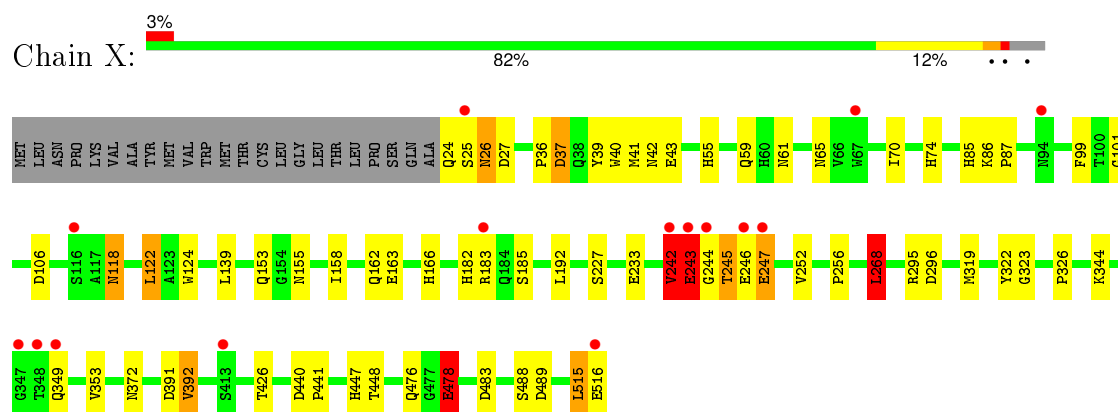 3%
Chain X:
82% 12% • • •
MET LEU ASN PRO LYS VAL ALA TYR MET VAL TRP MET THR CYS LEU GLY LEU THR LEU PRO SER GLN ALA Q24 S25 N26 D27 P36 D37 Q38 Y39 W40 M41 N42 E43 H55 Q59 H60 N61 N65 V66 W67 I70 H74 H85 K86 P87 N94 F99 T100 G101
D106 S116 A117 N118 L122 A123 W124 L139 Q153 G154 N155 I158 Q162 E163 H166 H182 R183 Q184 S185 L192 S227 E233 V242 E243 G244 T245 E246 E247 V252 P256 L268 R295 D296 M319 Y322 G323 P326 K344
G347 T348 Q349 V353 N372 D391 V392 S413 T426 D440 P441 H447 T448 Q476 G477 E478 D483 S488 D489 L515 E516